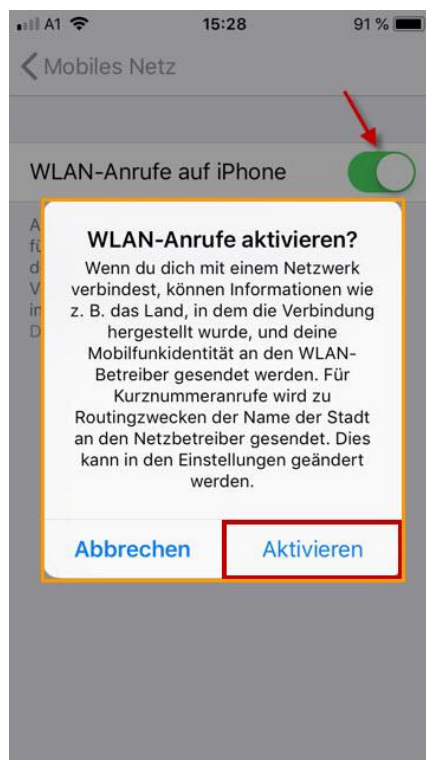 A1 15:28 91 %
Mobiles Netz
WLAN-Anrufe auf iPhone
WLAN-Anrufe aktivieren?
Wenn du dich mit einem Netzwerk
verbindest, können Informationen wie
z. B. das Land, in dem die Verbindung
hergestellt wurde, und deine
Mobilfunkidentität an den WLAN-
Betreiber gesendet werden. Für
Kurznummeranrufe wird zu
Routingzwecken der Name der Stadt
an den Netzbetreiber gesendet. Dies
kann in den Einstellungen geändert
werden.
Abbrechen Aktivieren